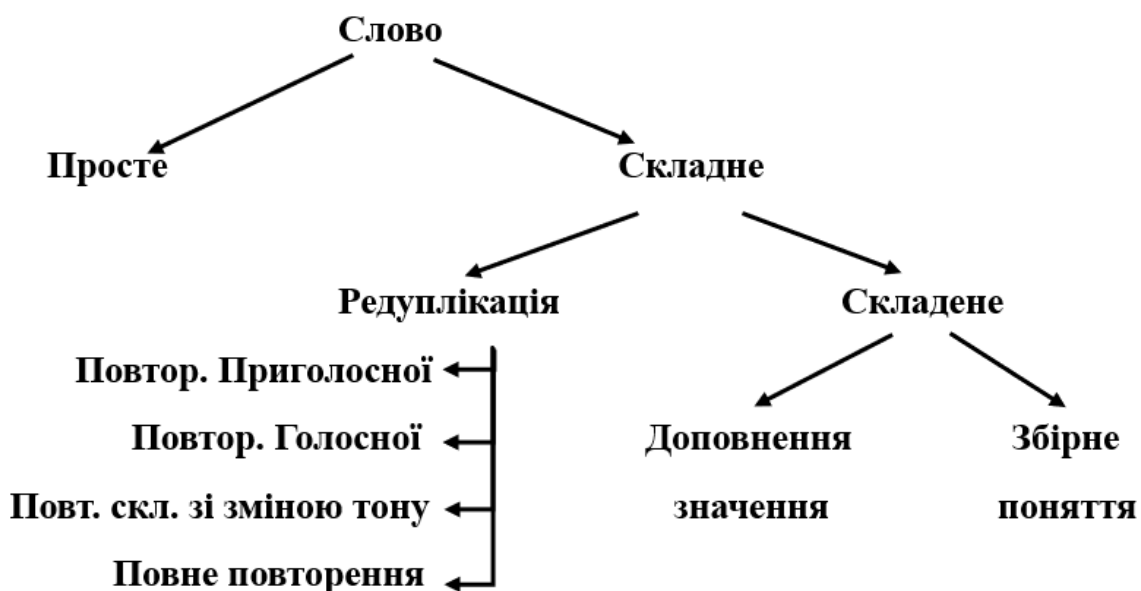 Слово
Просте
Складне
Редуплікація
Складене
Повтор. Приголосної
Повтор. Голосної
Повт. скл. зі зміною тону
Повне повторення
Доповнення
значення
Збірне
поняття